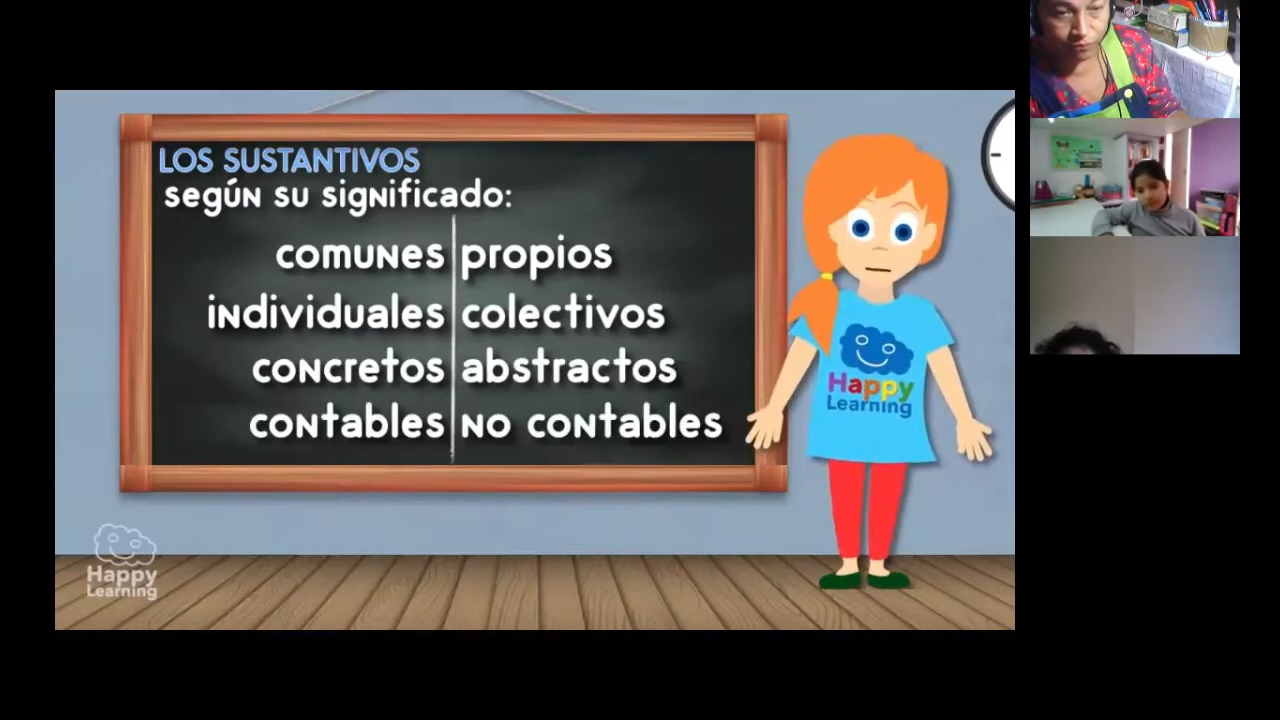 LOS SUSTANTIVOS
según su significado:
comunes propios
individuales colectivos
concretos abstractos
contables no contables
Happy
Learning
Happy
Learning